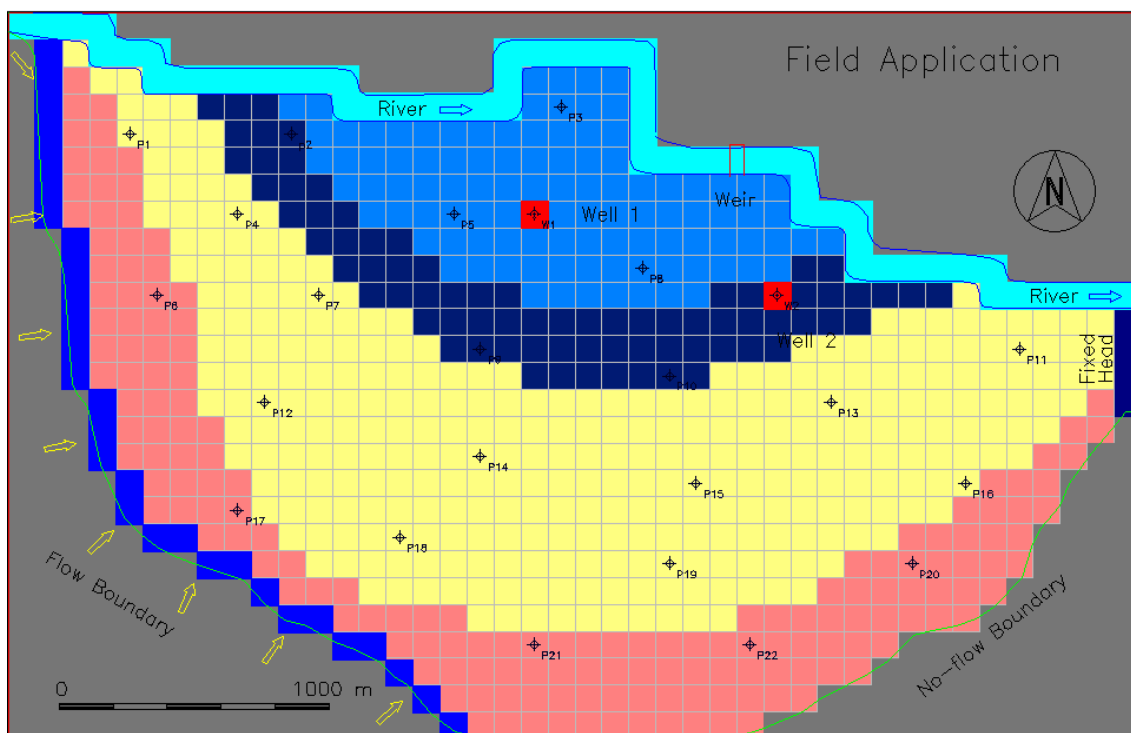 Field Application
River
P3
P1
P2
N
Weir
P4
P5
W1
Well 1
P8
P6
P7
W2
River
Well 2
P9
P11
Fixed
Head
P10
P12
P13
P14
P15
P16
P17
P18
P19
P20
Flow Boundary
P21
P22
No-flow Boundary
0
1000 m